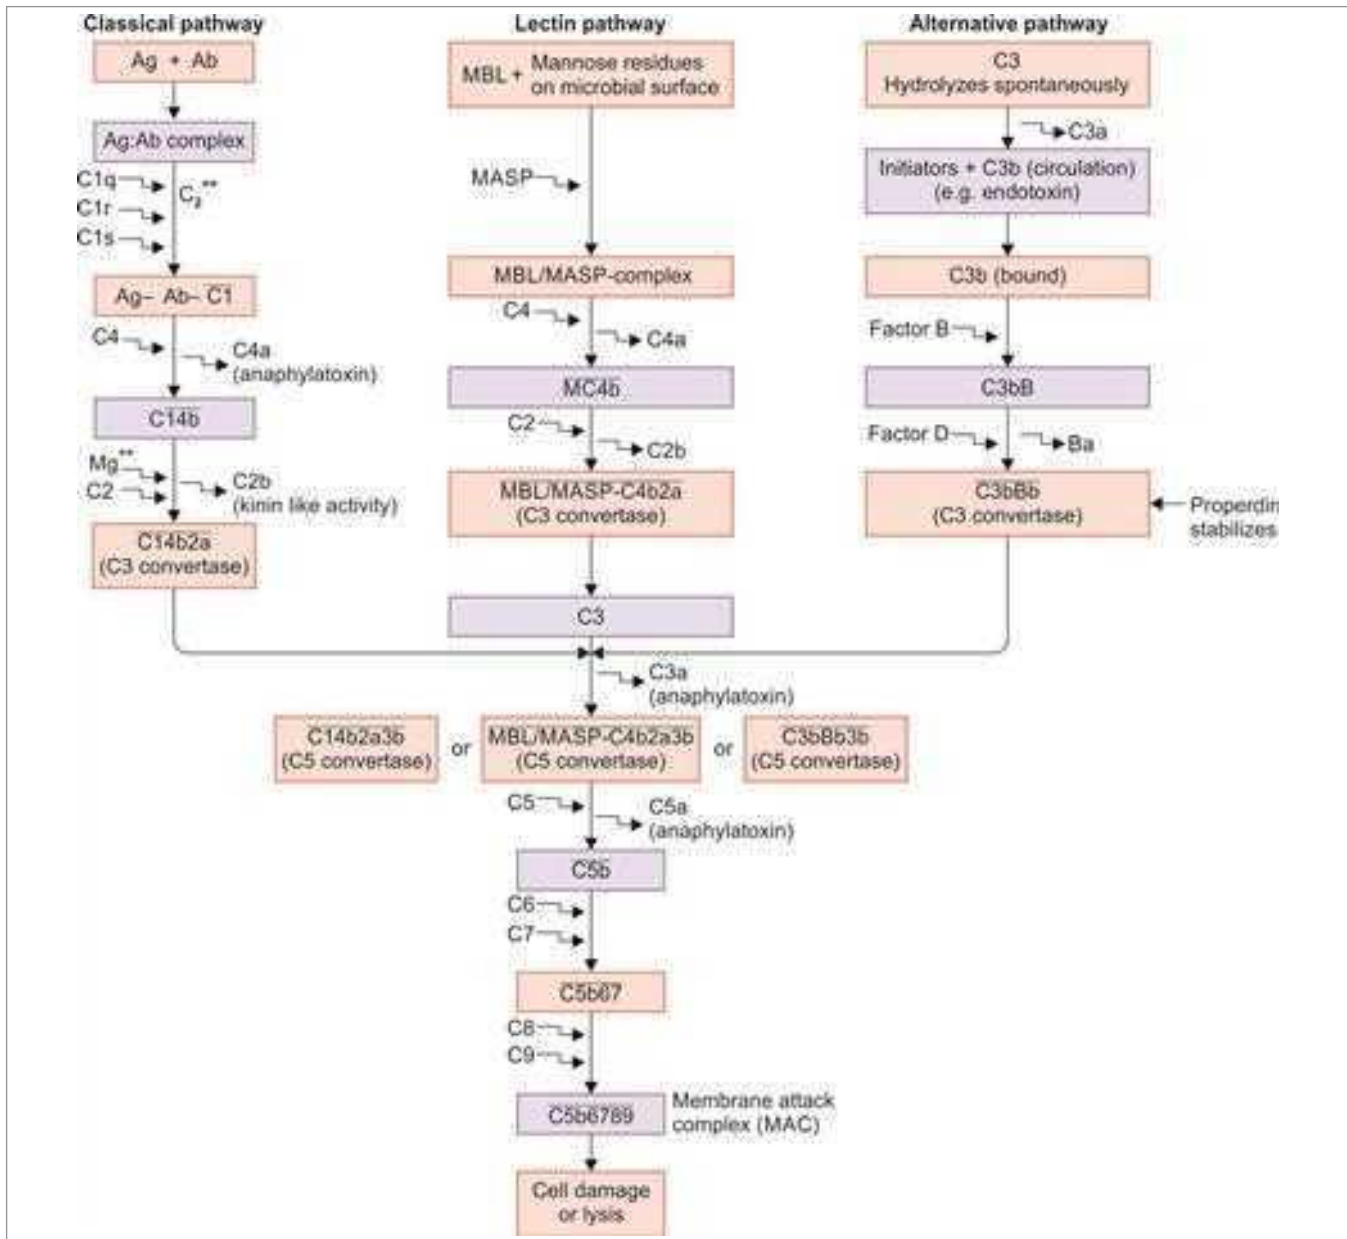 Classical pathway
Ag + Ab
Ag:Ab complex
C1q
C1r
C1s
Ag– Ab– C1
C4
C4a
(anaphylatoxin)
C14b
Mg++
C2
C2b
(kinin like activity)
C14b2a
(C3 convertase)
Lectin pathway
MBL + Mannose residues
on microbial surface
MASP
MBL/MASP-complex
C4
C4a
MC4b
C2
C2b
MBL/MASP-C4b2a
(C3 convertase)
C3
Alternative pathway
C3
Hydrolyzes spontaneously
C3a
Initiators + C3b (circulation)
(e.g. endotoxin)
C3b (bound)
Factor B
C3bB
Factor D
Ba
C3bBb
(C3 convertase)
Properdin
stabilizes
C3a
(anaphylatoxin)
C14b2a3b
(C5 convertase)
or
MBL/MASP-C4b2a3b
(C5 convertase)
or
C3bBb3b
(C5 convertase)
C5
C5a
(anaphylatoxin)
C5b
C6
C7
C5b67
C8
C9
C5b6789
Membrane attack
complex (MAC)
Cell damage
or lysis